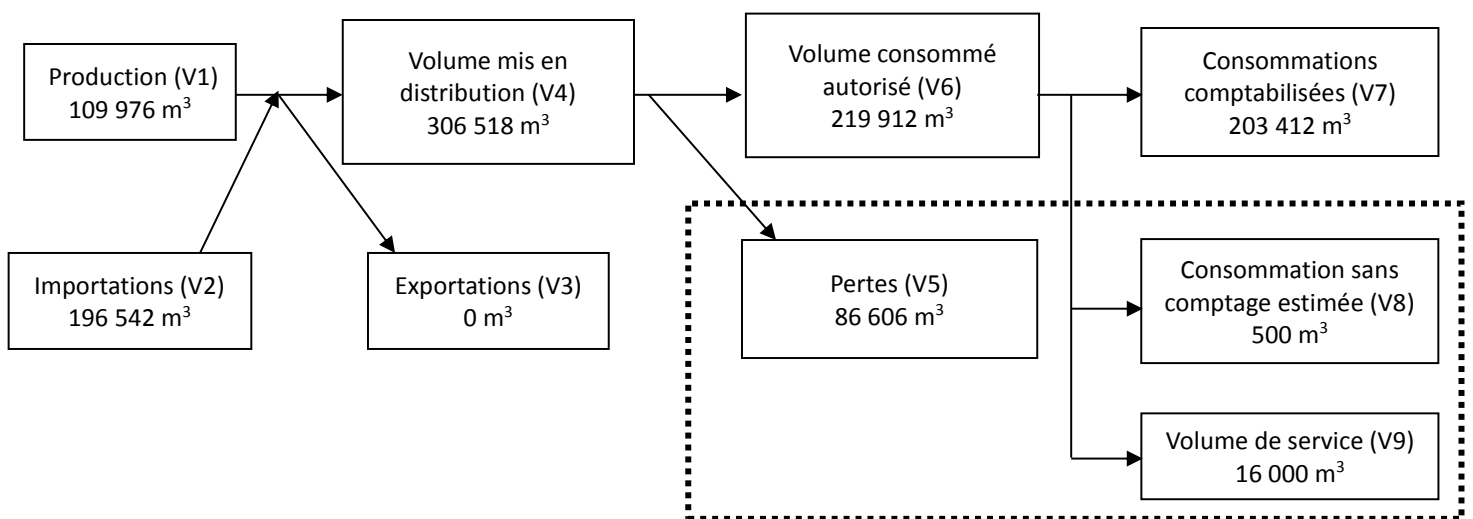 Production (V1)
109 976 m³
Volume mis en
distribution (V4)
306 518 m³
Volume consommé
autorisé (V6)
219 912 m³
Consommations
comptabilisées (V7)
203 412 m³
Importations (V2)
196 542 m³
Exportations (V3)
0 m³
Pertes (V5)
86 606 m³
Consommation sans
comptage estimée (V8)
500 m³
Volume de service (V9)
16 000 m³